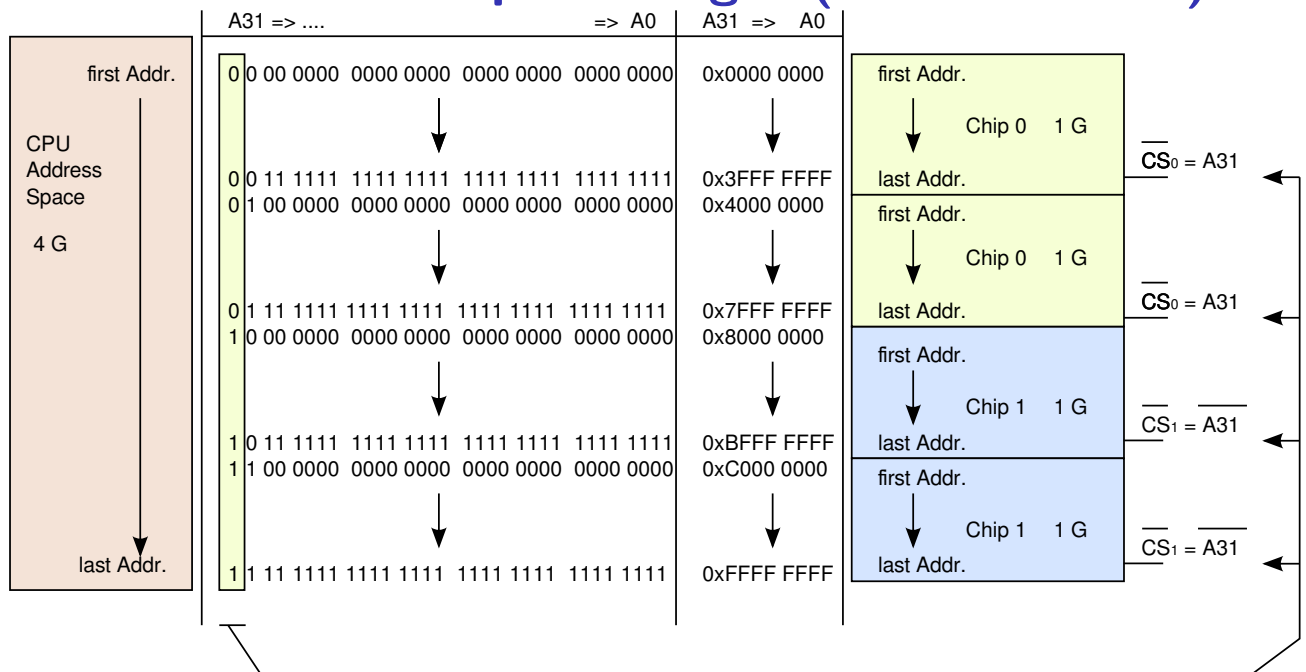 A31 => .... => A0 A31 => A0
first Addr. 0 0 00 0000 0000 0000 0000 0000 0000 0000 0x0000 0000 first Addr.
Chip 0 1 G
CPU
Address
Space
4 G
CS0 = A31
0 0 11 1111 1111 1111 1111 1111 1111 1111 0x3FFF FFFF last Addr.
0 1 00 0000 0000 0000 0000 0000 0000 0000 0x4000 0000 first Addr.
Chip 0 1 G
CS0 = A31
0 1 11 1111 1111 1111 1111 1111 1111 1111 0x7FFF FFFF last Addr.
1 0 00 0000 0000 0000 0000 0000 0000 0000 0x8000 0000
first Addr.
Chip 1 1 G
C̅S̅1 = A̅3̅1̅
1 0 11 1111 1111 1111 1111 1111 1111 1111 0xBFFF FFFF last Addr.
1 1 00 0000 0000 0000 0000 0000 0000 0000 0xC000 0000
first Addr.
Chip 1 1 G
C̅S̅1 = A̅3̅1̅
last Addr. 1 1 11 1111 1111 1111 1111 1111 1111 1111 0xFFFF FFFF last Addr.